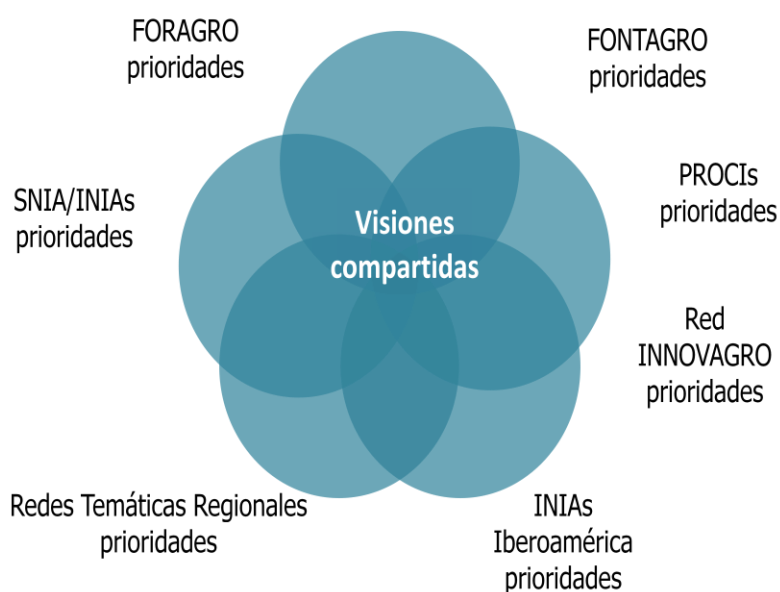 FORAGRO
prioridades
FONTAGRO
prioridades
SNIA/INIAs
prioridades
PROCIs
prioridades
Visiones
compartidas
Red
INNOVAGRO
prioridades
Redes Temáticas Regionales
prioridades
INIAs
Iberoamérica
prioridades